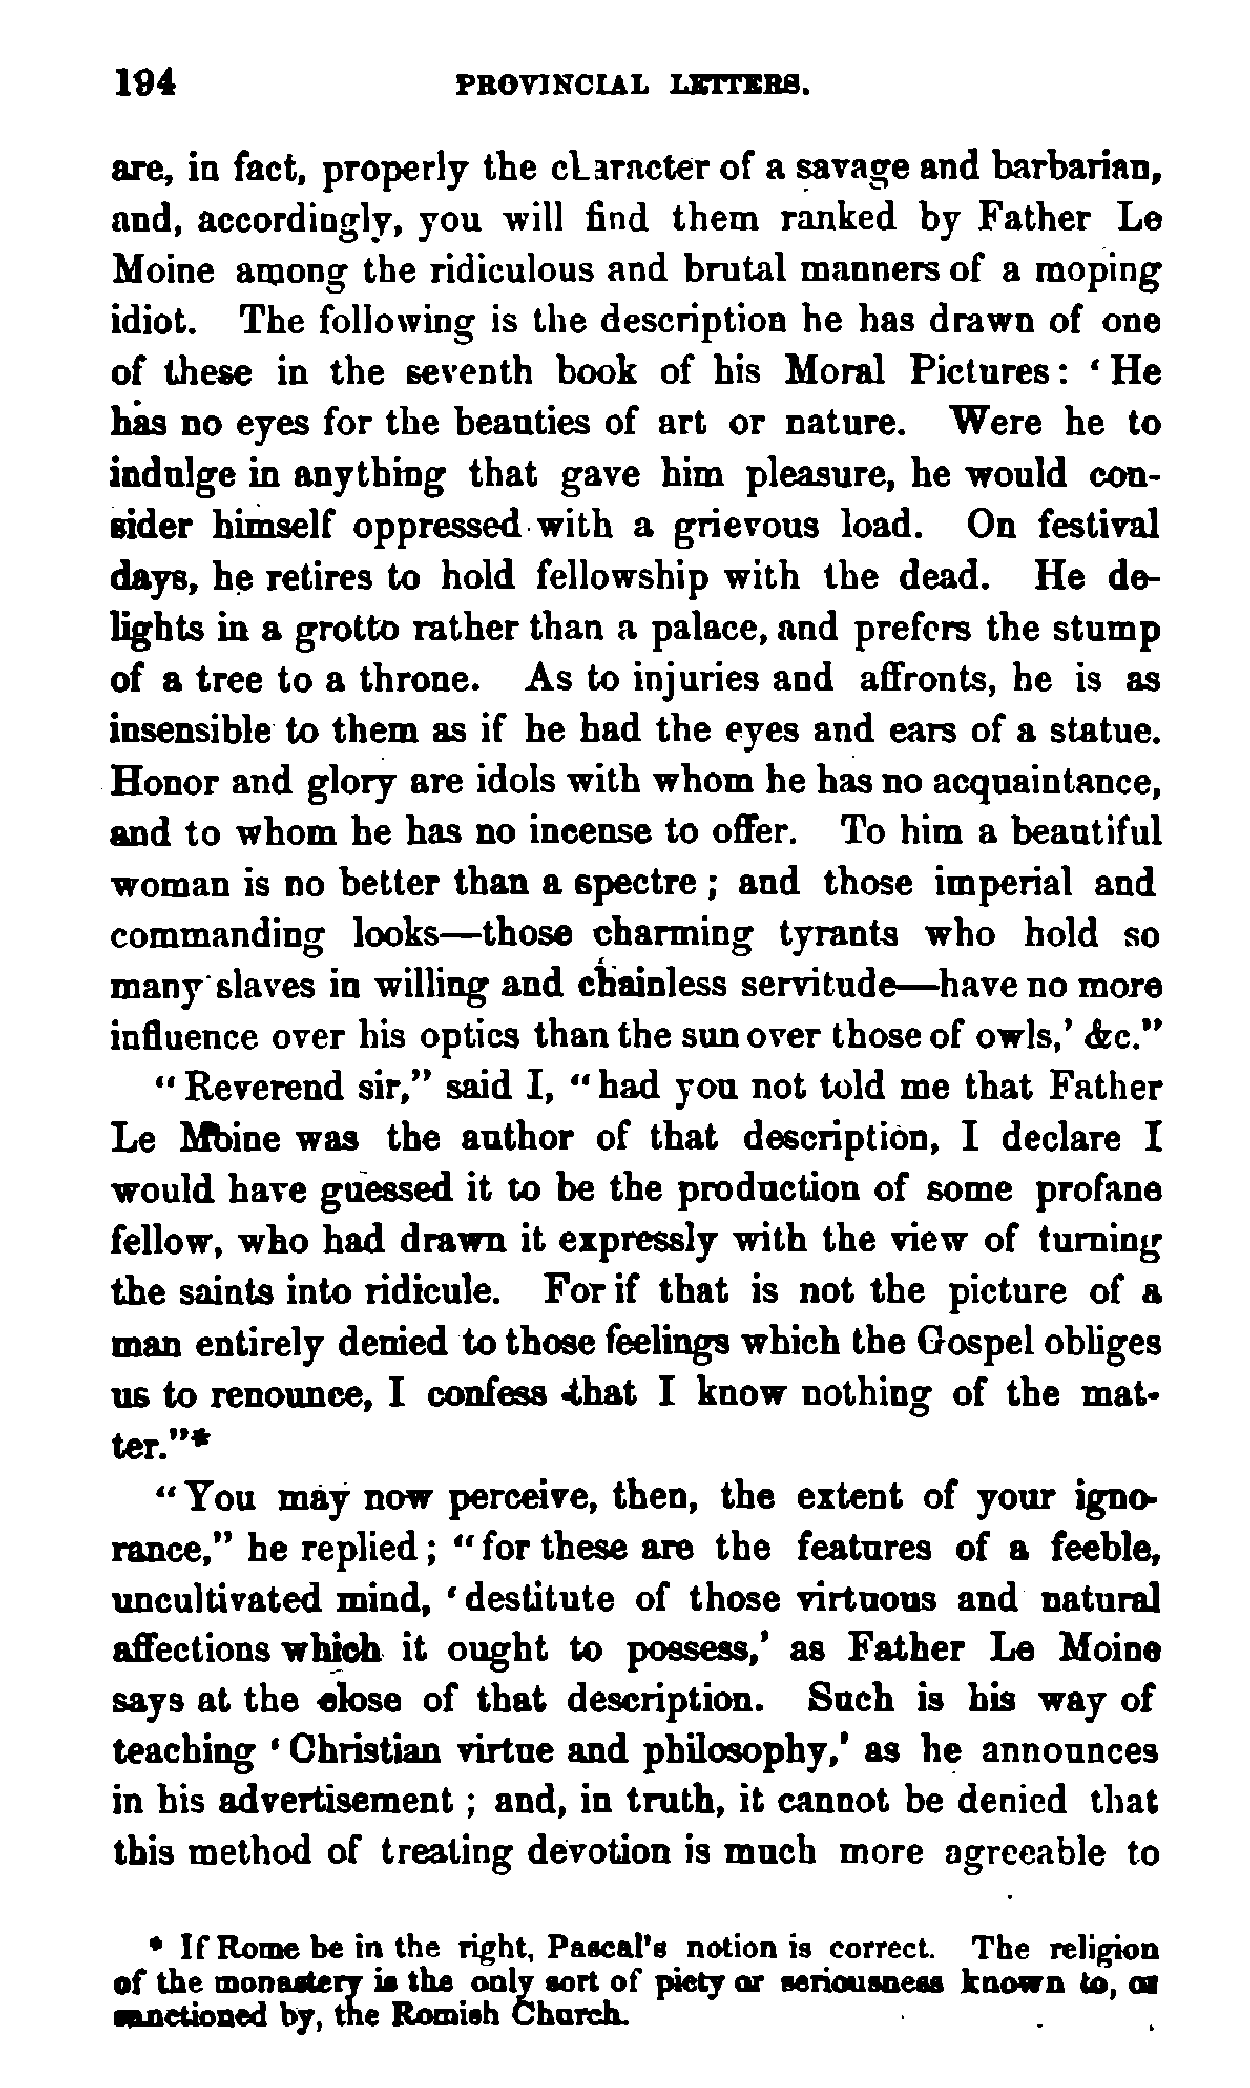 194 PROVINCIAL LETTERS.
are, in fact, properly the character of a savage and barbarian,
and, accordingly, you will find them ranked by Father Le
Moine among the ridiculous and brutal manners of a moping
idiot. The following is the description he has drawn of one
of these in the seventh book of his Moral Pictures: ‘He
has no eyes for the beauties of art or nature. Were he to
indulge in anything that gave him pleasure, he would con-
sider himself oppressed with a grievous load. On festival
days, he retires to hold fellowship with the dead. He de-
lights in a grotto rather than a palace, and prefers the stump
of a tree to a throne. As to injuries and affronts, he is as
insensible to them as if he had the eyes and ears of a statue.
Honor and glory are idols with whom he has no acquaintance,
and to whom he has no incense to offer. To him a beautiful
woman is no better than a spectre; and those imperial and
commanding looks—those charming tyrants who hold so
many slaves in willing and chainless servitude—have no more
influence over his optics than the sun over those of owls,’ &c.”
“Reverend sir,” said I, “had you not told me that Father
Le Moine was the author of that description, I declare I
would have guessed it to be the production of some profane
fellow, who had drawn it expressly with the view of turning
the saints into ridicule. For if that is not the picture of a
man entirely denied to those feelings which the Gospel obliges
us to renounce, I confess that I know nothing of the mat-
ter.”*
“You may now perceive, then, the extent of your igno-
rance,” he replied; “for these are the features of a feeble,
uncultivated mind, ‘destitute of those virtuous and natural
affections which it ought to possess,’ as Father Le Moine
says at the close of that description. Such is his way of
teaching ‘Christian virtue and philosophy,’ as he announces
in his advertisement; and, in truth, it cannot be denied that
this method of treating devotion is much more agreeable to
* If Rome be in the right, Pascal's notion is correct. The religion
of the monastery is the only sort of piety or seriousness known to, or
sanctioned by, the Romish Church.